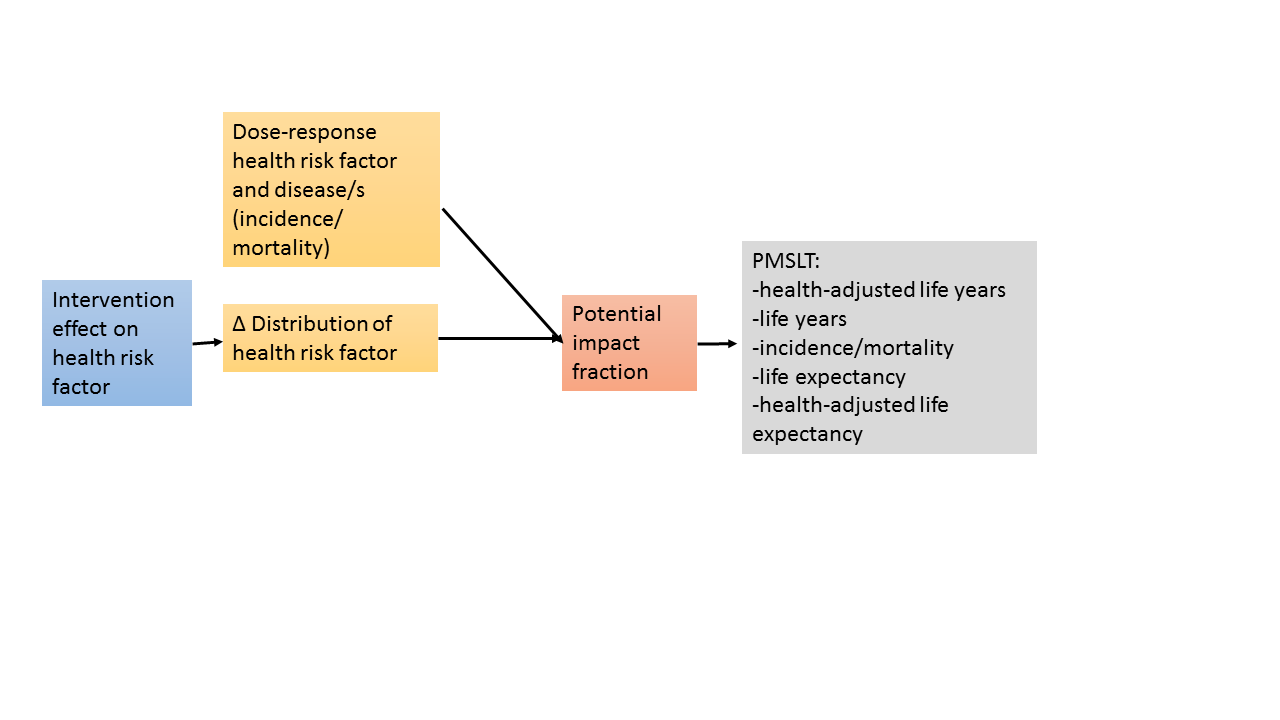 Dose-response
health risk factor
and disease/s
(incidence/
mortality)
Intervention
effect on
health risk
factor
Δ Distribution of
health risk factor
Potential
impact
fraction
PMSLT:
-health-adjusted life years
-life years
-incidence/mortality
-life expectancy
-health-adjusted life
expectancy